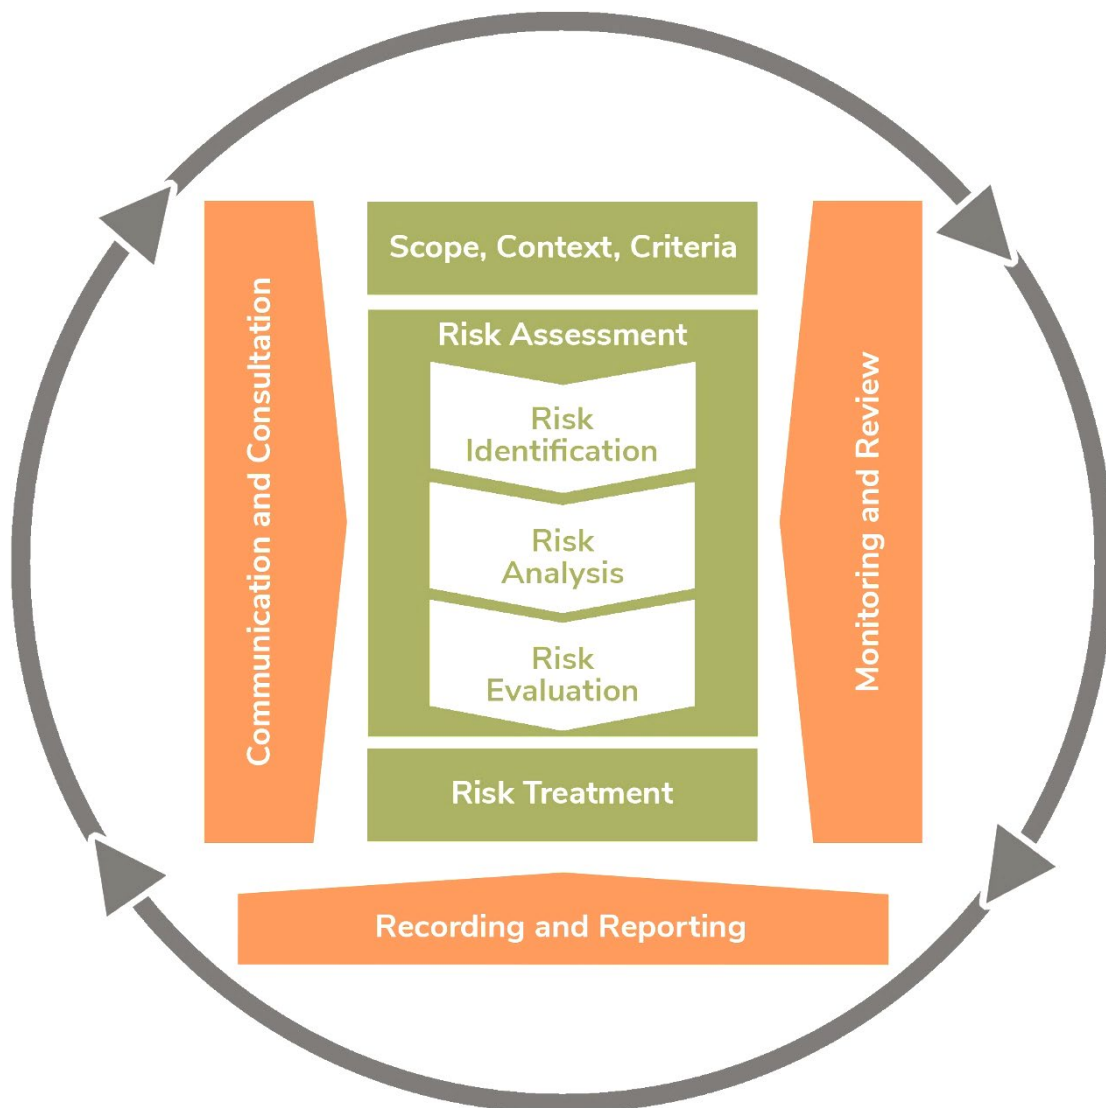 Scope, Context, Criteria
Risk Assessment
Risk
Identification
Risk
Analysis
Risk
Evaluation
Risk Treatment
Communication and Consultation
Monitoring and Review
Recording and Reporting